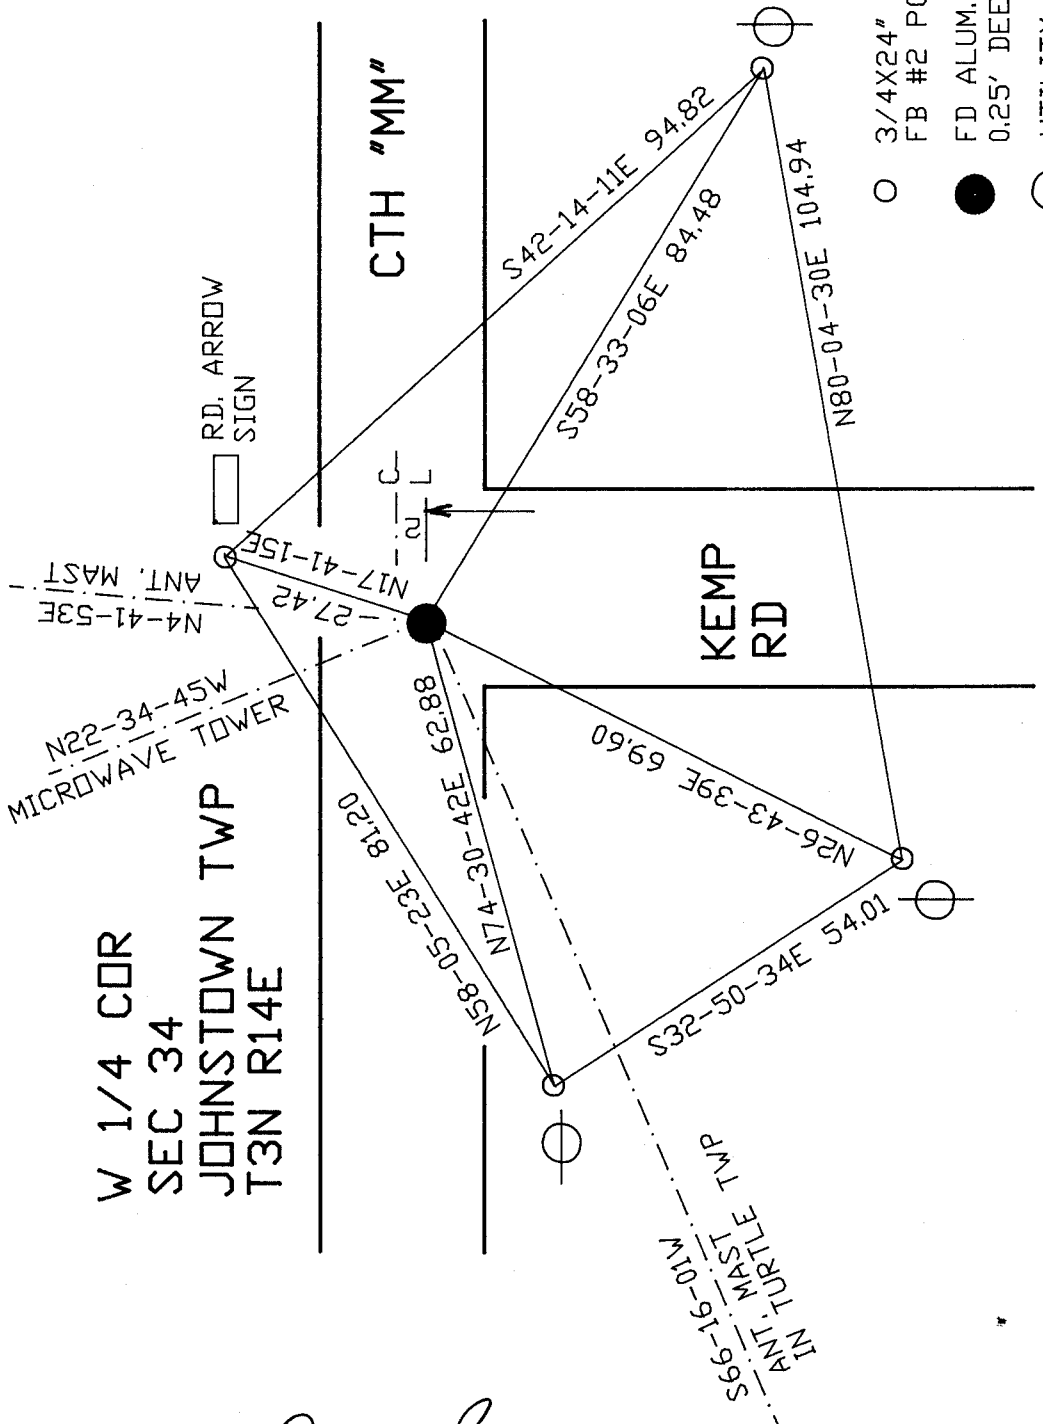 W 1/4 COR
SEC 34
JOHNSTOWN TWP
T3N R14E
MICROWAVE TOWER
N22-34-45W
N4-41-53E
ANT. MAST
RD. ARROW
SIGN
CTH "MM"
N17-41-15E
-27.42
CL
2
S42-14-11E 94.82
S58-33-06E 84.48
N80-04-30E 104.94
N58-05-23E 81.20
N74-30-42E 62.88
N26-43-39E 69.60
S32-50-34E 54.01
KEMP
RD
S66-16-01W
ANT. MAST
IN TURTLE TWP
3/4X24"
FB #2
FD ALUM.
0.25'